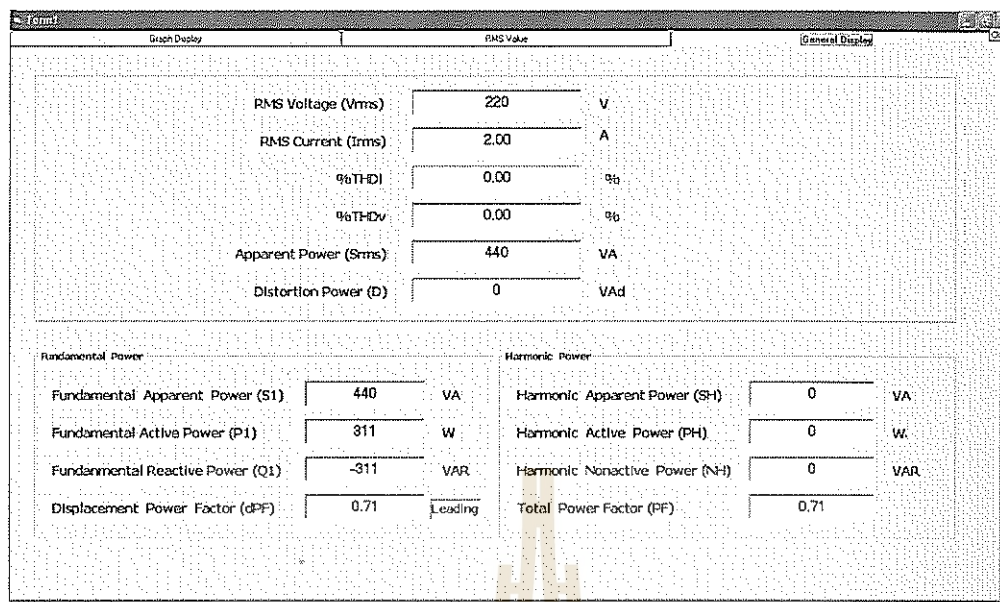 Form1
Graph Display RMS Value General Display
RMS Voltage (Vrms) 220 V
RMS Current (Irms) 2.00 A
%THDi 0.00 %
%THDv 0.00 %
Apparent Power (Srms) 440 VA
Distortion Power (D) 0 VAd
Fundamental Power
Fundamental Apparent Power (S1) 440 VA
Fundamental Active Power (P1) 311 W
Fundanmental Reactive Power (Q1) -311 VAR
Displacement Power Factor (dPF) 0.71 Leading
Harmonic Power
Harmonic Apparent Power (SH) 0 VA
Harmonic Active Power (PH) 0 W.
Harmonic Nonactive Power (NH) 0 VAR
Total Power Factor (PF) 0.71